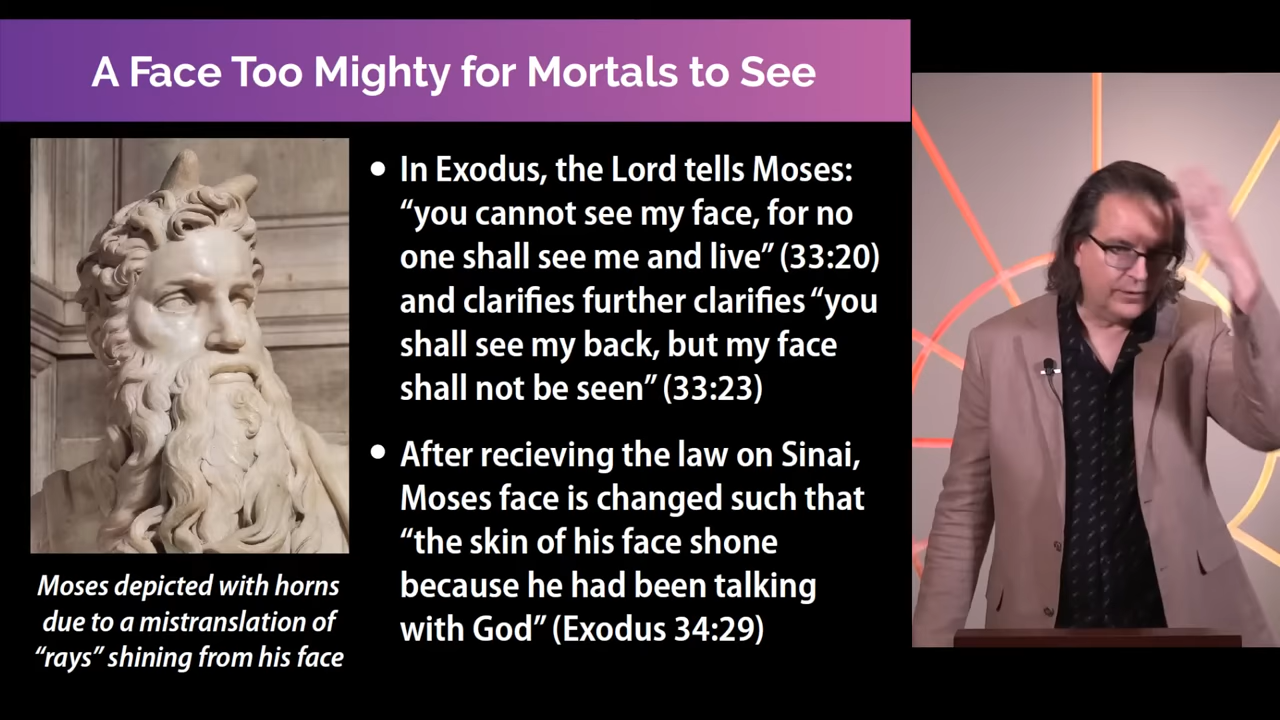 A Face Too Mighty for Mortals to See
• In Exodus, the Lord tells Moses:
“you cannot see my face, for no
one shall see me and live” (33:20)
and clarifies further clarifies “you
shall see my back, but my face
shall not be seen” (33:23)
• After recieving the law on Sinai,
Moses face is changed such that
“the skin of his face shone
because he had been talking
with God” (Exodus 34:29)
Moses depicted with horns
due to a mistranslation of
“rays” shining from his face